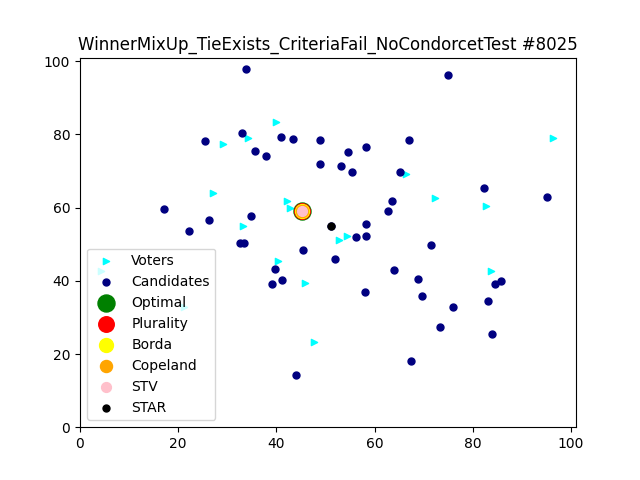 WinnerMixUp_TieExists_CriteriaFail_NoCondorcetTest #8025
100
80
60
40
20
0
Voters
Candidates
Optimal
Plurality
Borda
Copeland
STV
STAR
0 20 40 60 80 100